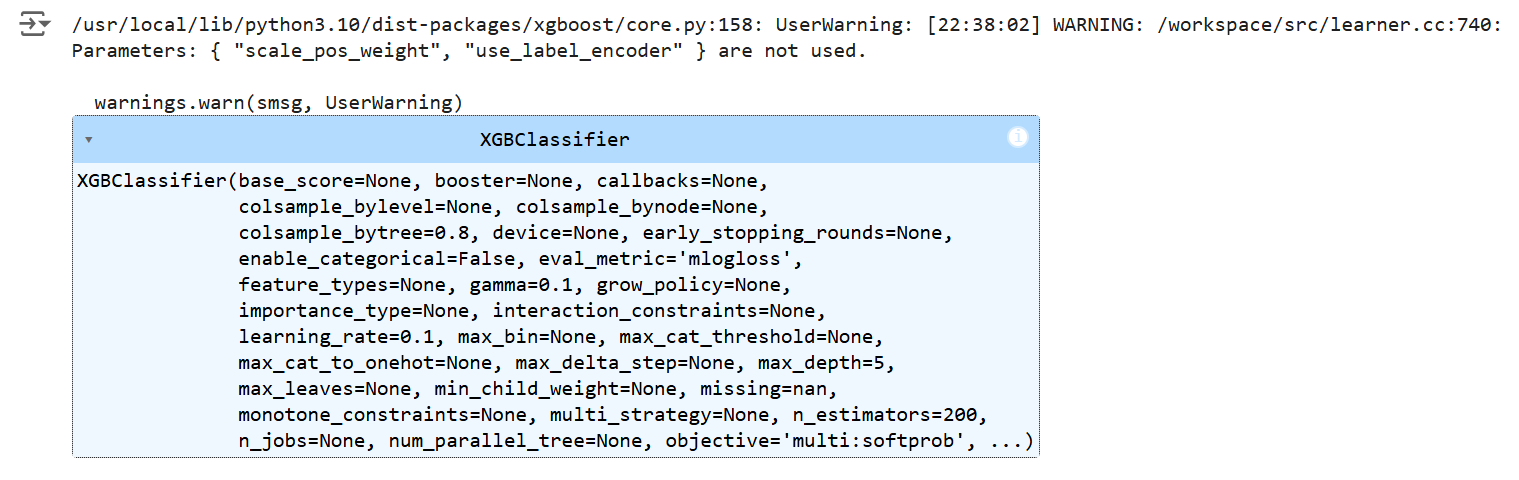 /usr/local/lib/python3.10/dist-packages/xgboost/core.py:158: UserWarning: [22:38:02] WARNING: /workspace/src/learner.cc:740:
Parameters: { "scale_pos_weight", "use_label_encoder" } are not used.
warnings.warn(smsg, UserWarning)
XGBClassifier
XGBClassifier(base_score=None, booster=None, callbacks=None,
colsample_bylevel=None, colsample_bynode=None,
colsample_bytree=0.8, device=None, early_stopping_rounds=None,
enable_categorical=False, eval_metric='mlogloss',
feature_types=None, gamma=0.1, grow_policy=None,
importance_type=None, interaction_constraints=None,
learning_rate=0.1, max_bin=None, max_cat_threshold=None,
max_cat_to_onehot=None, max_delta_step=None, max_depth=5,
max_leaves=None, min_child_weight=None, missing=nan,
monotone_constraints=None, multi_strategy=None, n_estimators=200,
n_jobs=None, num_parallel_tree=None, objective='multi:softprob', ...)